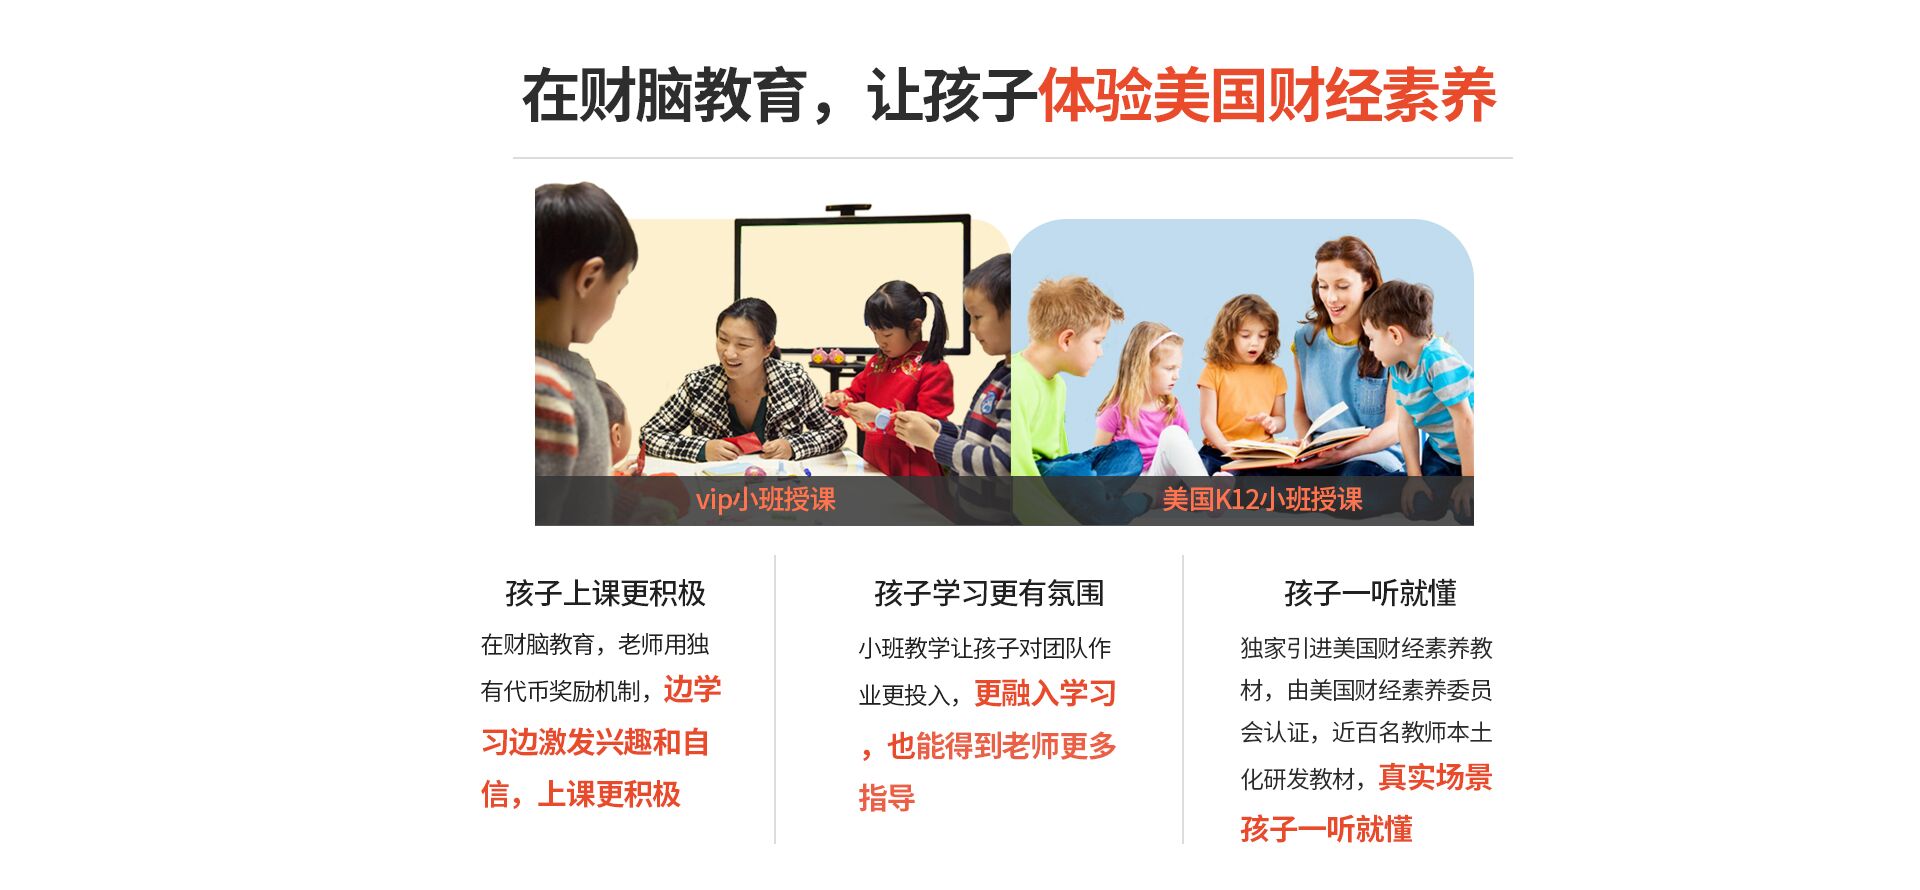 在财脑教育，让孩子体验美国财经素养
vip小班授课
美国K12小班授课
孩子上课更积极
在财脑教育，老师用独
有代币奖励机制，边学
习边激发兴趣和自
信，上课更积极
孩子学习更有氛围
小班教学让孩子对团队作
业更投入，更融入学习
，也能得到老师更多
指导
孩子一听就懂
独家引进美国财经素养教
材，由美国财经素养委员
会认证，近百名教师本土
化研发教材，真实场景
孩子一听就懂